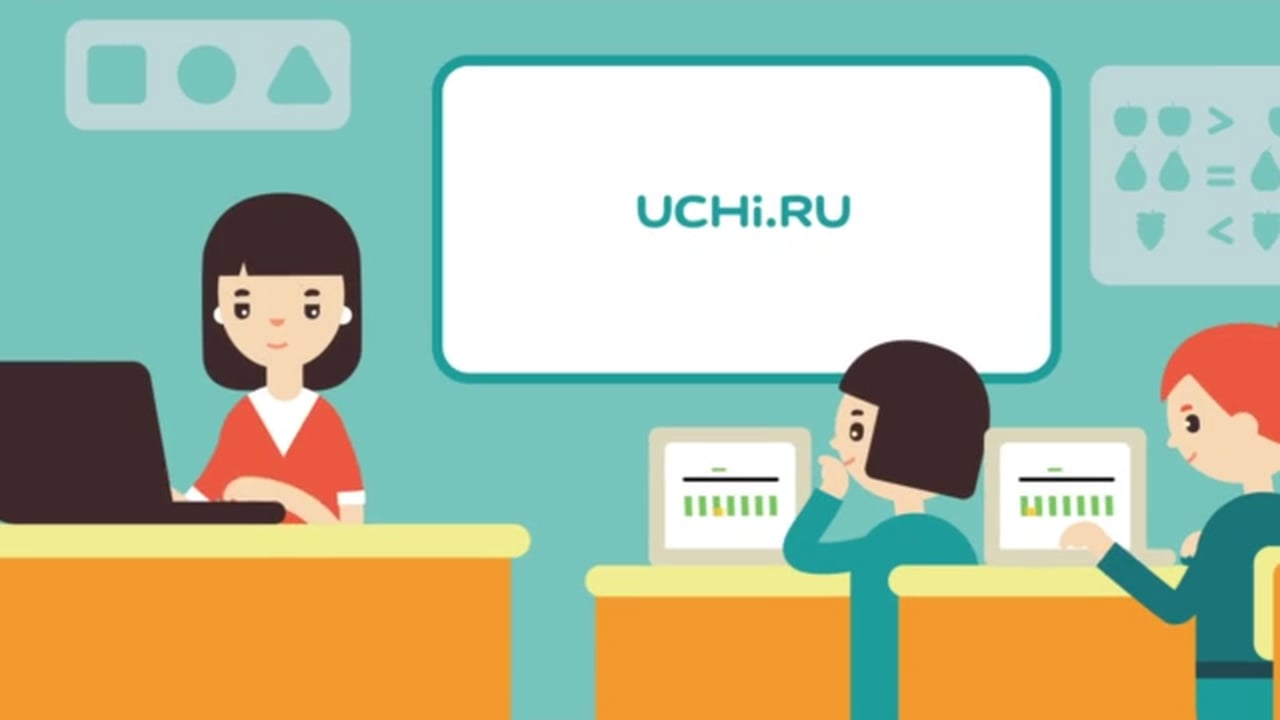 UCHi.RU
> 
=
<